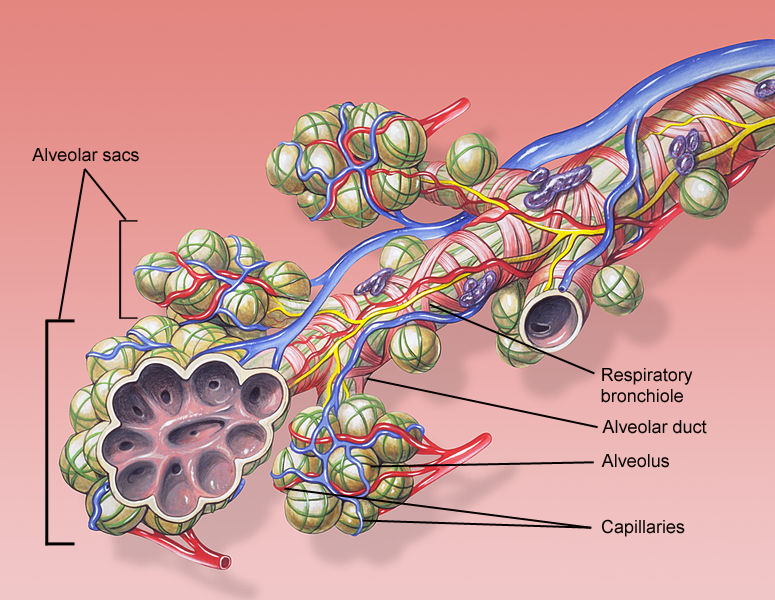 Alveolar sacs
Respiratory
bronchiole
Alveolar duct
Alveolus
Capillaries